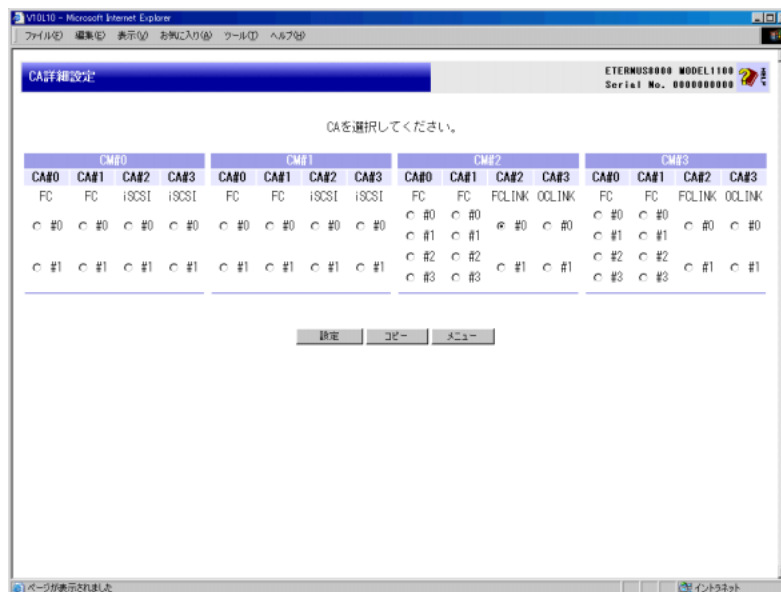 V10L10 - Microsoft Internet Explorer
ファイル(F) 編集(E) 表示(V) お気に入り(A) ツール(T) ヘルプ(H)
CA詳細設定
ETERNUS8000 MODEL1100
Serial No. 0000000000
CAを選択してください。
CM#0 CM#1 CM#2 CM#3
CA#0 CA#1 CA#2 CA#3 CA#0 CA#1 CA#2 CA#3 CA#0 CA#1 CA#2 CA#3 CA#0 CA#1 CA#2 CA#3
FC FC iSCSI iSCSI FC FC iSCSI iSCSI FC FC FCLINK OCLINK FC FC FCLINK OCLINK
#0 #0 #0 #0
#0 #0 #0 #0 #0 #0 #0 #0 #0 #0 #0 #0
#1 #1 #1 #1
#2 #2 #2 #2
#1 #1 #1 #1 #1 #1 #1 #1 #1 #1 #1 #1
#3 #3 #3 #3
設定 コピー メニュー
ページが表示されました イントラネット